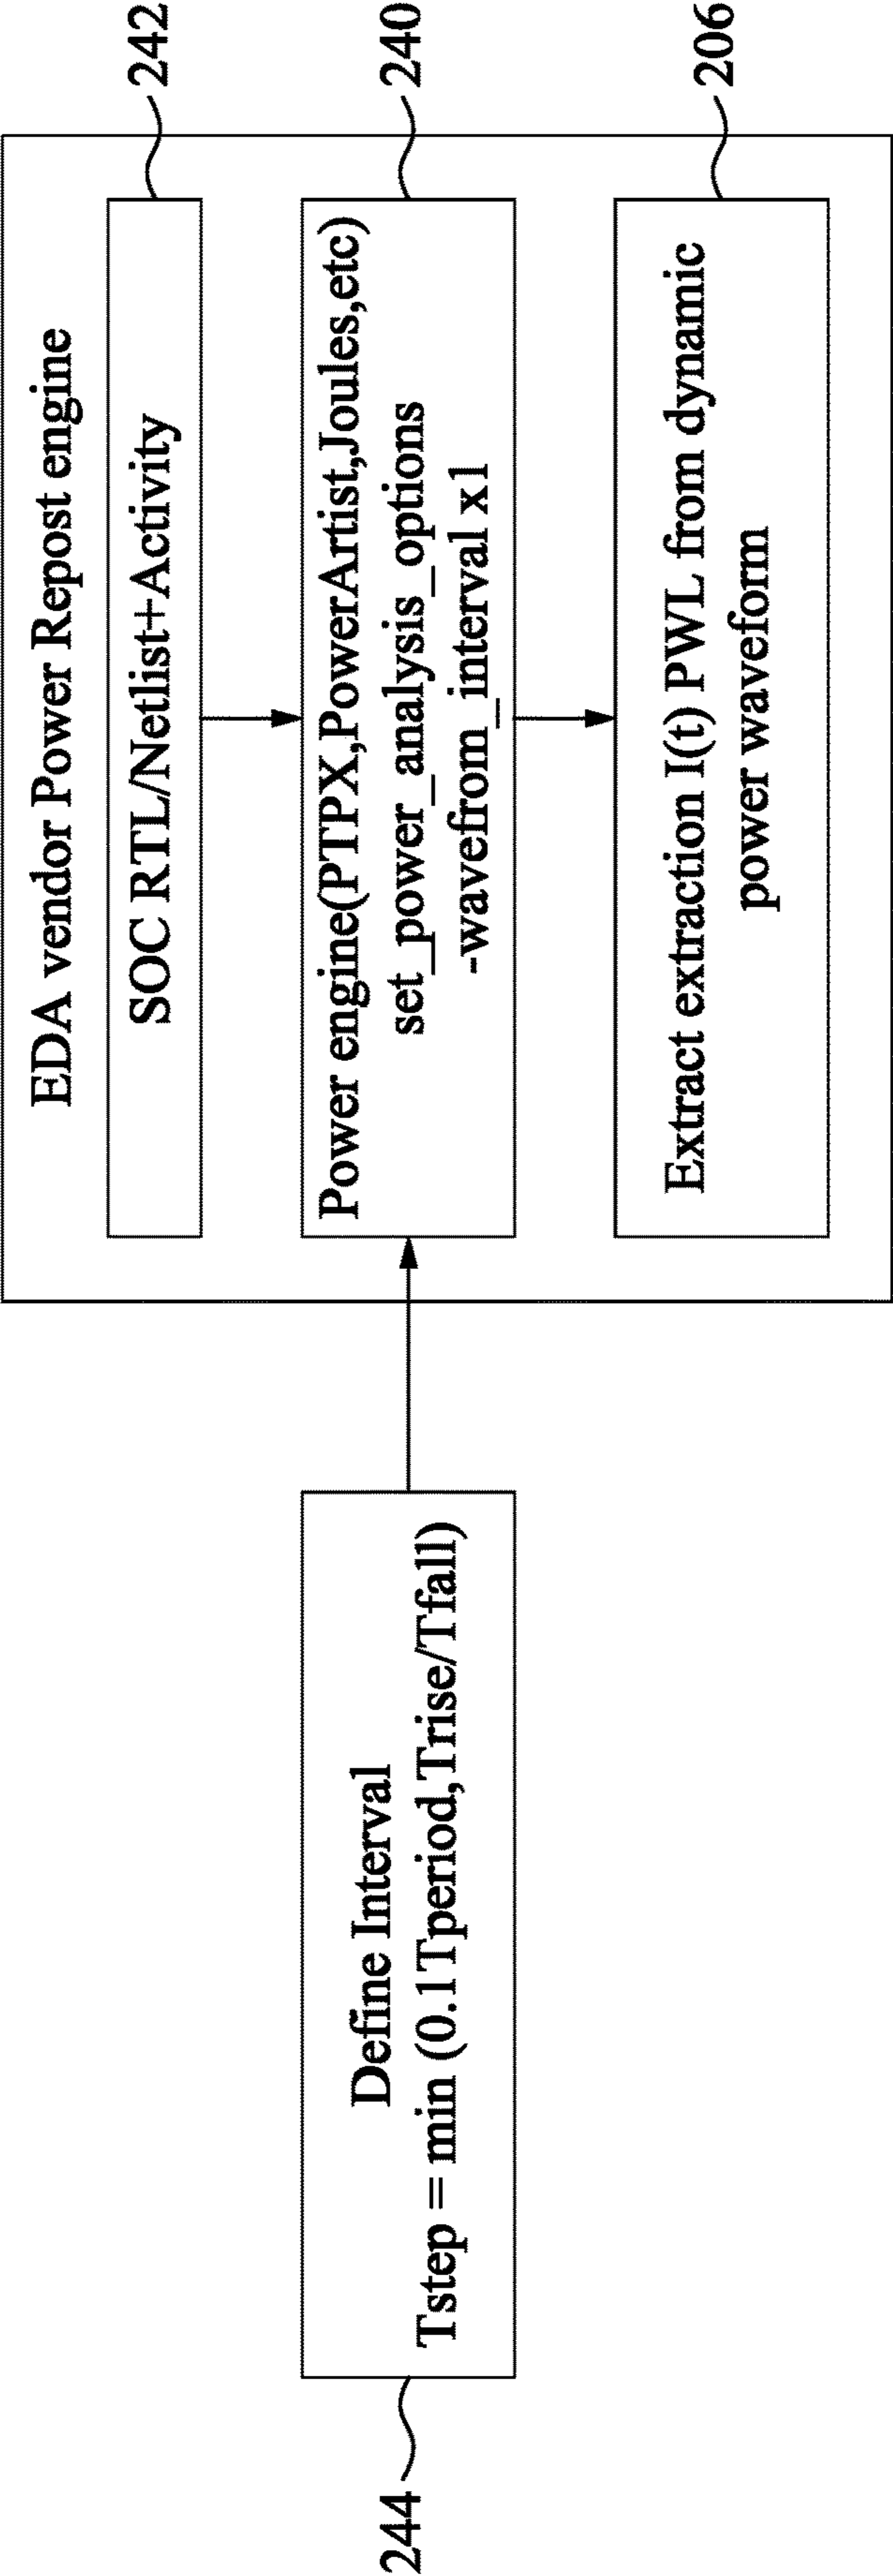 EDA vendor Power Repost engine
SOC RTL/Netlist+Activity
242
Define Interval
Tstep = min (0.1Tperiod,Trise/Tfall)
244
Power engine(PTPX,PowerArtist,Joules,etc)
set_power_analysis_options
-wavefrom_interval x1
240
Extract extraction I(t) PWL from dynamic
power waveform
206